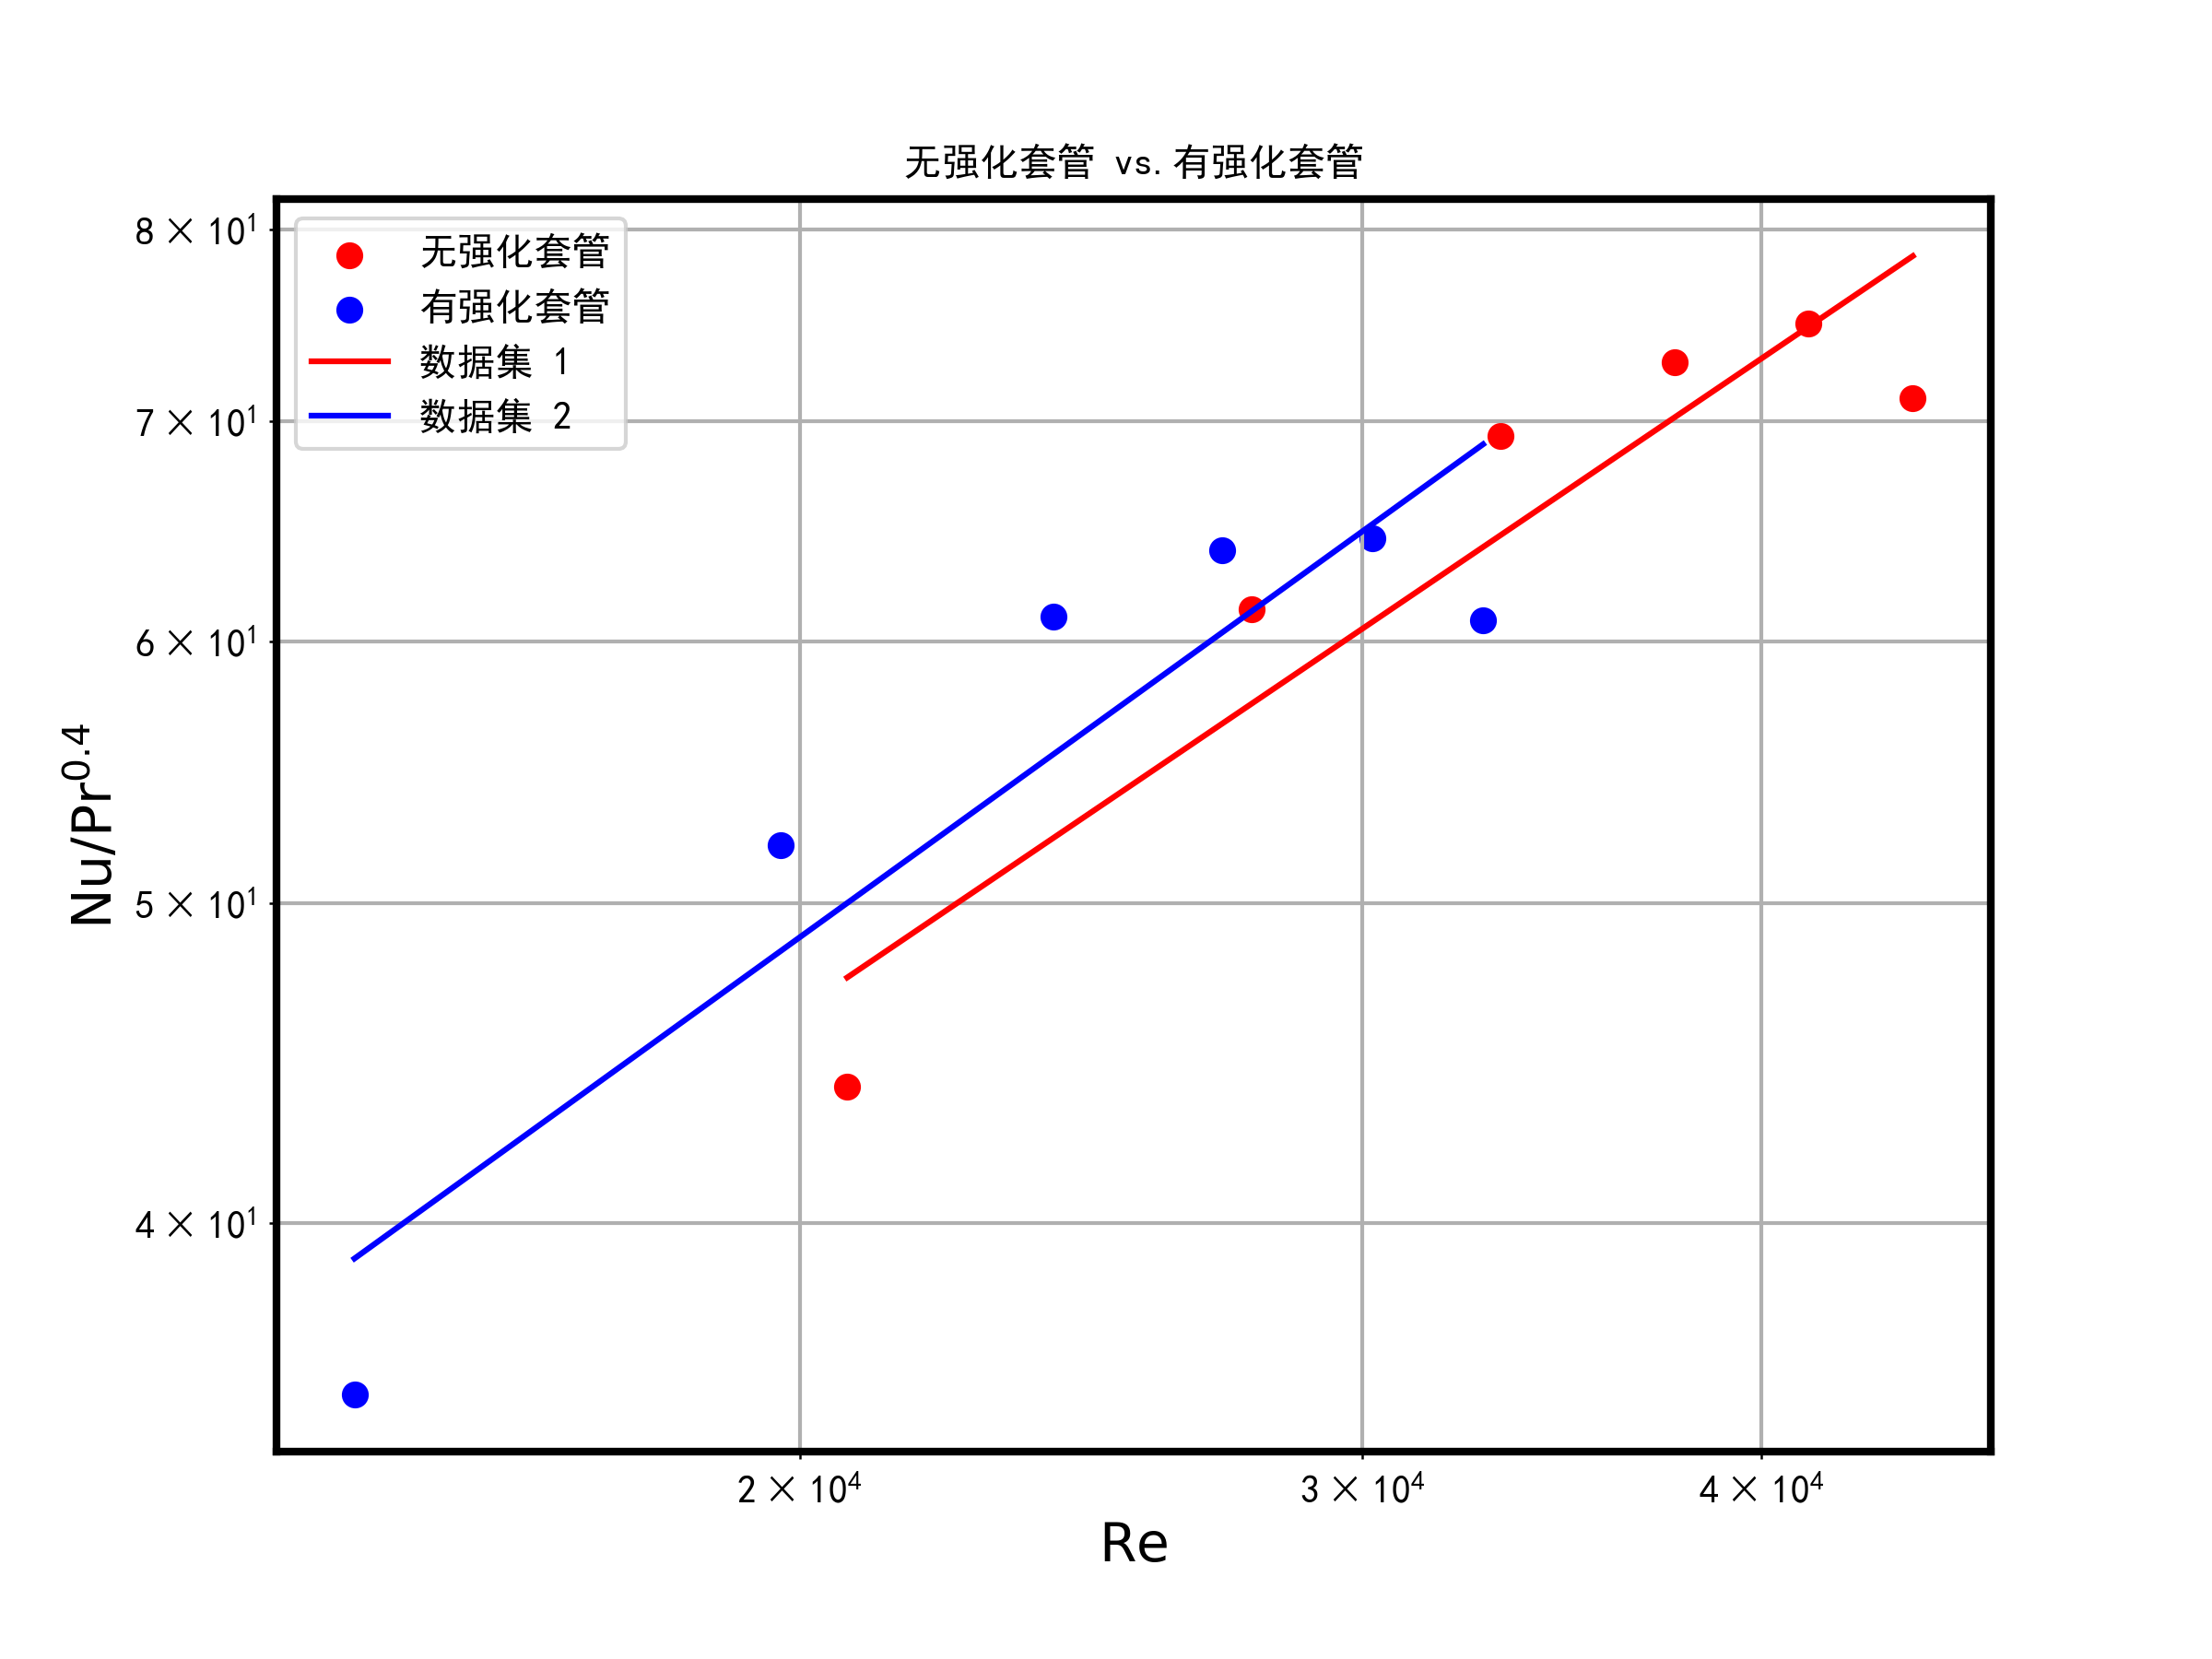 无强化套管 vs. 有强化套管
无强化套管
有强化套管
数据集 1
数据集 2
8 × 10¹
7 × 10¹
6 × 10¹
5 × 10¹
4 × 10¹
Nu/Pr⁰·⁴
2 × 10⁴
3 × 10⁴
4 × 10⁴
Re